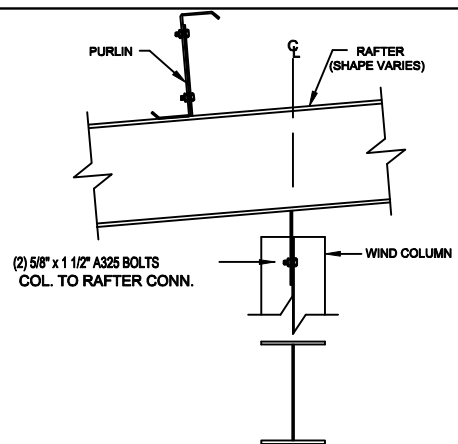 PURLIN
℄
RAFTER
(SHAPE VARIES)
(2) 5/8" x 1 1/2" A325 BOLTS
COL. TO RAFTER CONN.
WIND COLUMN